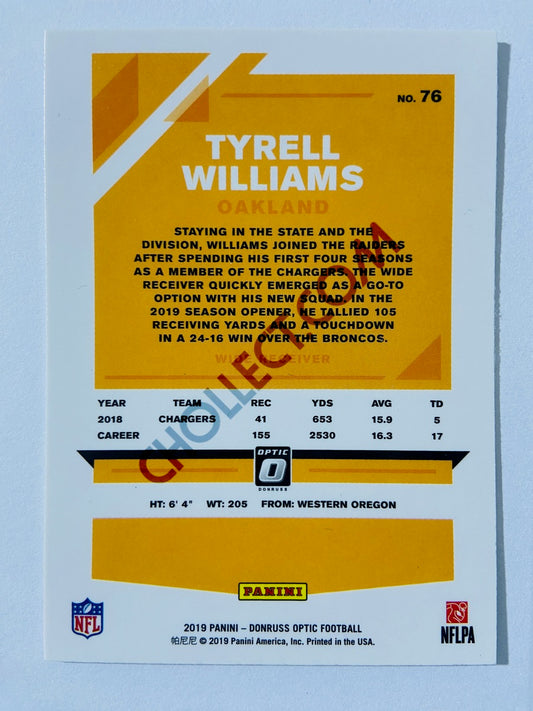 NO. 76
TYRELL
WILLIAMS
OAKLAND
STAYING IN THE STATE AND THE
DIVISION, WILLIAMS JOINED THE RAIDERS
AFTER SPENDING HIS FIRST FOUR SEASONS
AS A MEMBER OF THE CHARGERS. THE WIDE
RECEIVER QUICKLY EMERGED AS A GO-TO
OPTION WITH HIS NEW SQUAD. IN THE
2019 SEASON OPENER, HE TALLIED 105
RECEIVING YARDS AND A TOUCHDOWN
IN A 24-16 WIN OVER THE BRONCOS.
WIDE RECEIVER
CHOLLECT.COM
YEAR TEAM REC YDS AVG TD
2018 CHARGERS 41 653 15.9 5
CAREER 155 2530 16.3 17
OPTIC
O
DONRUSS
HT: 6' 4" WT: 205 FROM: WESTERN OREGON
PANINI
NFL
2019 PANINI – DONRUSS OPTIC FOOTBALL
帕尼尼 © 2019 Panini America, Inc. Printed in the USA.
NFLPA